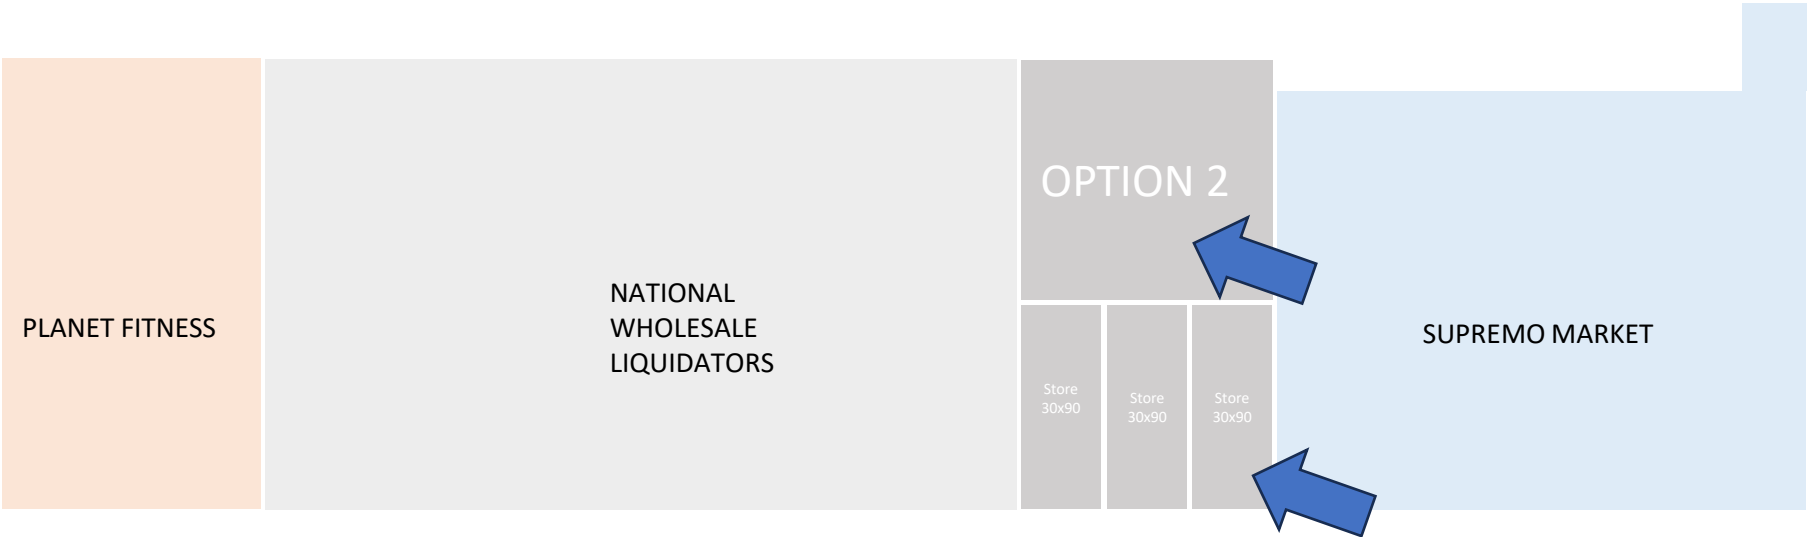 OPTION 2
NATIONAL
WHOLESALE
LIQUIDATORS
PLANET FITNESS
SUPREMO MARKET
Store
30x90
Store
30x90
Store
30x90